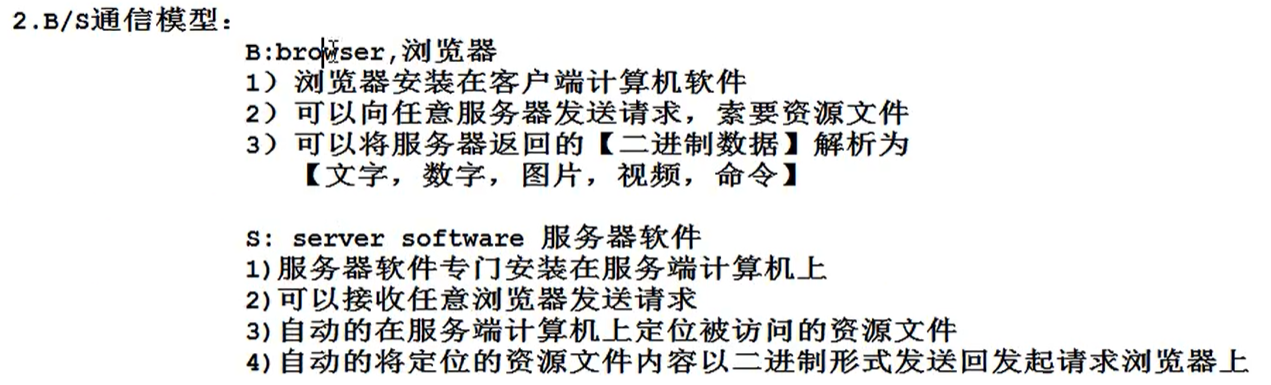 2.B/S通信模型：
B:browser,浏览器
1）浏览器安装在客户端计算机软件
2）可以向任意服务器发送请求，索要资源文件
3）可以将服务器返回的【二进制数据】解析为
【文字，数字，图片，视频，命令】
S: server software 服务器软件
1)服务器软件专门安装在服务端计算机上
2)可以接收任意浏览器发送请求
3)自动的在服务端计算机上定位被访问的资源文件
4)自动的将定位的资源文件内容以二进制形式发送回发起请求浏览器上